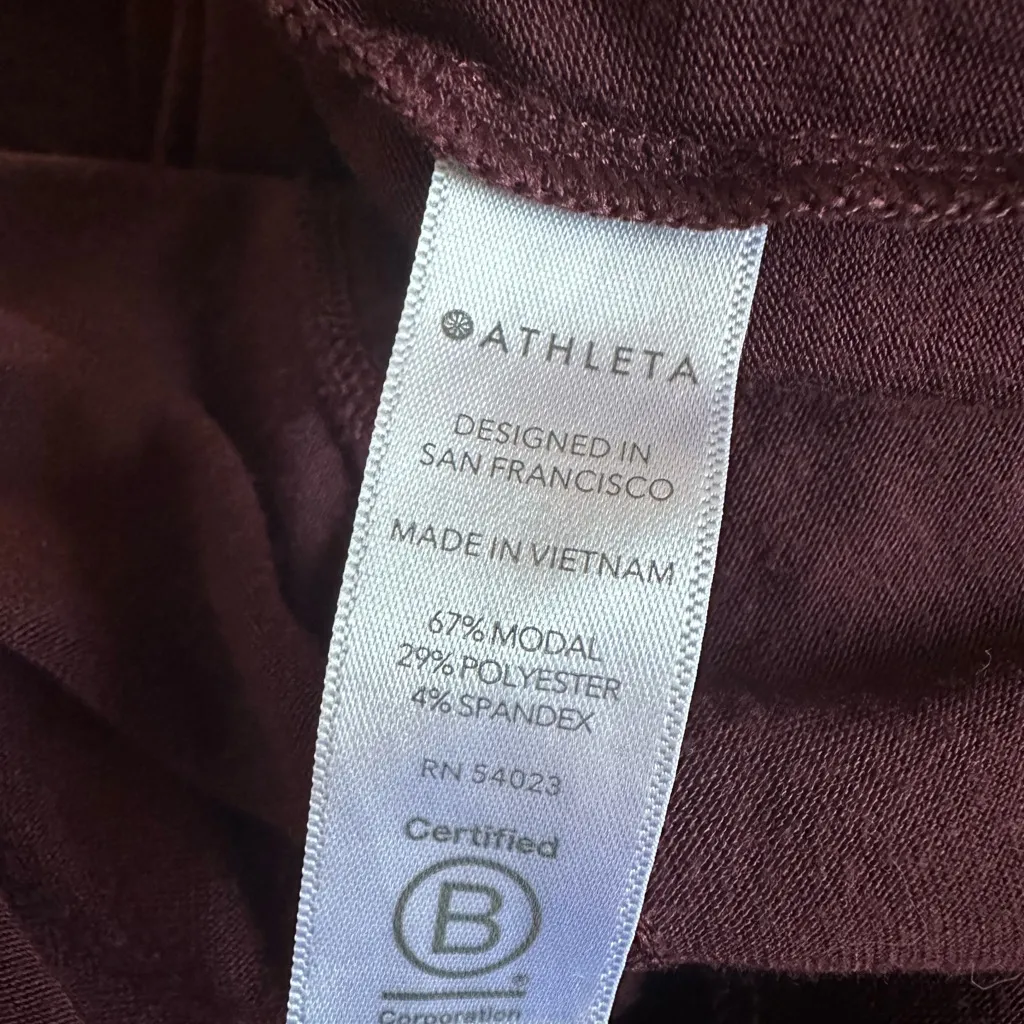 ATHLETA
DESIGNED IN
SAN FRANCISCO
MADE IN VIETNAM
67% MODAL
29% POLYESTER
4% SPANDEX
RN 54023
Certified
B
Corporation